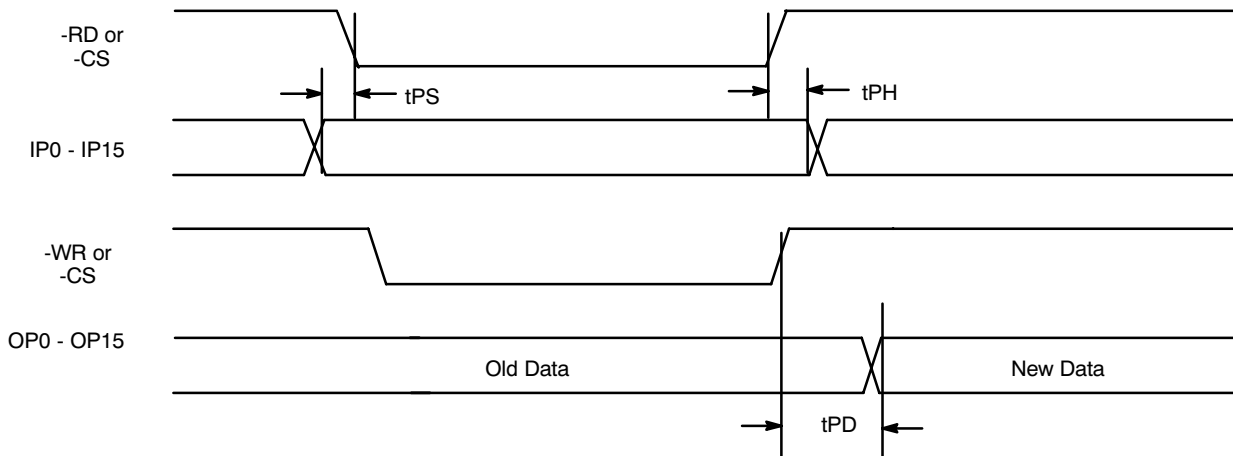 -RD or
-CS
tPS
tPH
IP0 - IP15
-WR or
-CS
OP0 - OP15
Old Data
New Data
tPD